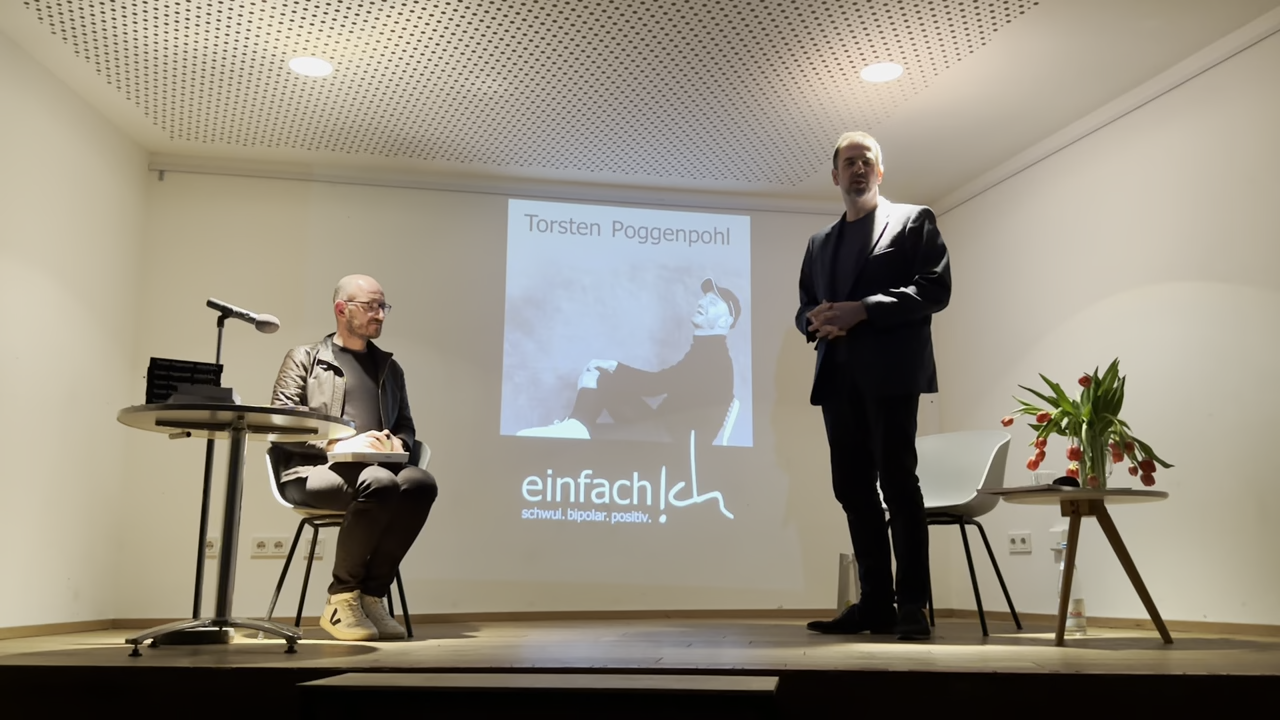 Torsten Poggenpohl
einfach!ch
schwul. bipolar. positiv.